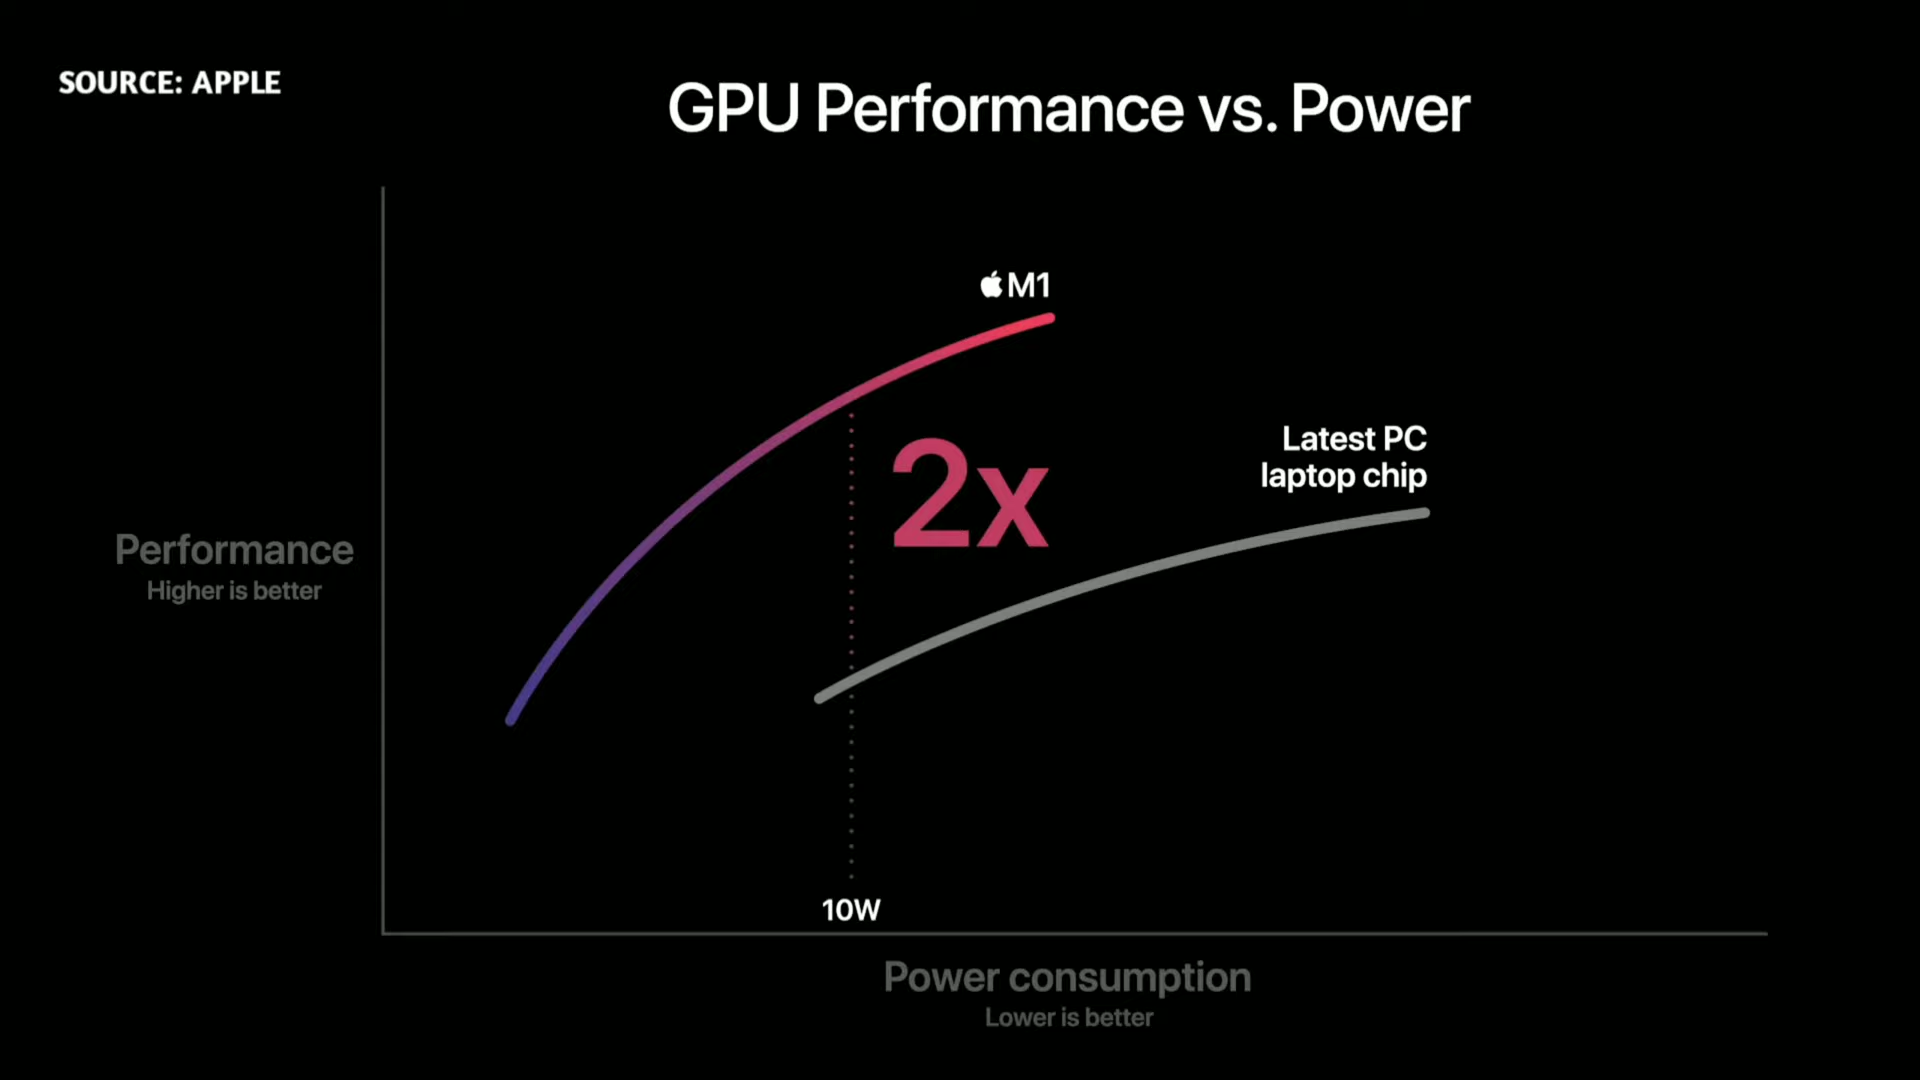 SOURCE: APPLE
GPU Performance vs. Power
M1
2x
Latest PC
laptop chip
Performance
Higher is better
10W
Power consumption
Lower is better